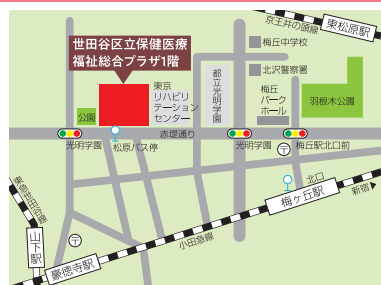 世田谷区立保健医療
福祉総合プラザ1階
京王井の頭線
東松原駅
梅丘中学校
北沢警察署
都立光明学園
東京
リハビリ
テーション
センター
梅丘
パーク
ホール
羽根木公園
公園
赤堤通り
光明学園
松原バス停
光明学園
梅丘駅北口前
〒
北口
新宿
東急世田谷線
梅ヶ丘駅
小田急線
山下駅
〒
豪徳寺駅